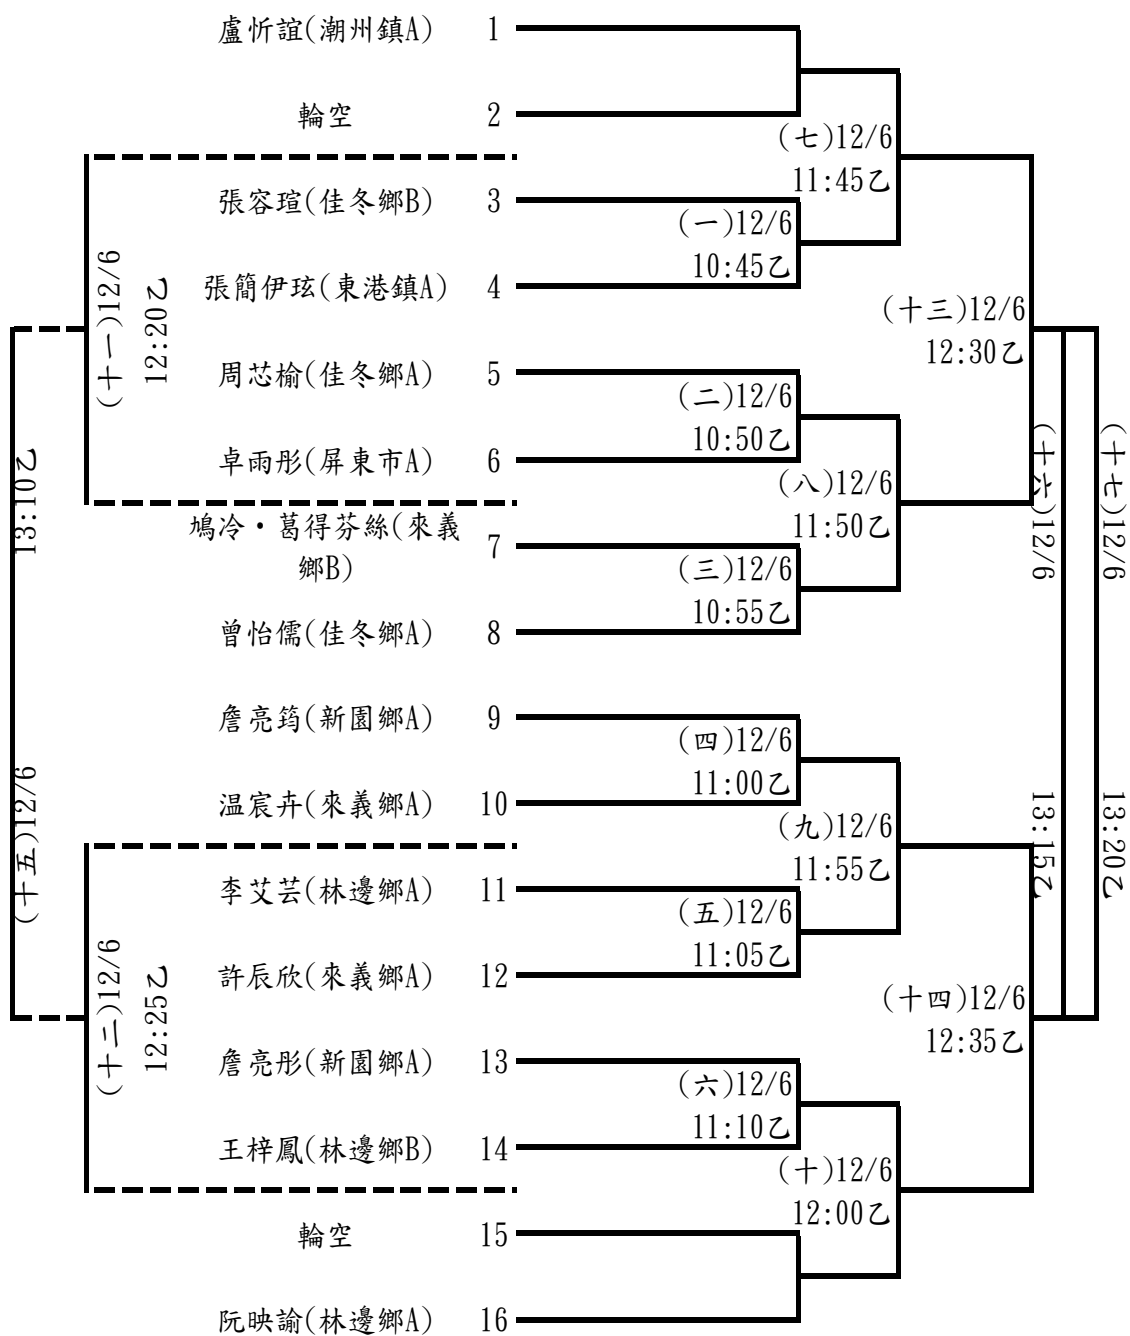 盧忻誼(潮州鎮A) 1
輪空 2
(七)12/6
11:45乙
張容瑄(佳冬鄉B) 3
(一)12/6
10:45乙
張簡伊玹(東港鎮A) 4
(十一)12/6
12:20乙
(十三)12/6
12:30乙
周芯榆(佳冬鄉A) 5
(二)12/6
10:50乙
卓雨彤(屏東市A) 6
(八)12/6
11:50乙
鳩冷・葛得芬絲(來義
鄉B)
7
(三)12/6
10:55乙
曾怡儒(佳冬鄉A) 8
(十五)12/6
13:10乙
(十六)12/6
13:15乙
(十七)12/6
13:20乙
詹亮筠(新園鄉A) 9
(四)12/6
11:00乙
温宸卉(來義鄉A) 10
(九)12/6
11:55乙
李艾芸(林邊鄉A) 11
(五)12/6
11:05乙
許辰欣(來義鄉A) 12
(十二)12/6
12:25乙
(十四)12/6
12:35乙
詹亮彤(新園鄉A) 13
(六)12/6
11:10乙
王梓鳳(林邊鄉B) 14
(十)12/6
12:00乙
輪空 15
阮映諭(林邊鄉A) 16